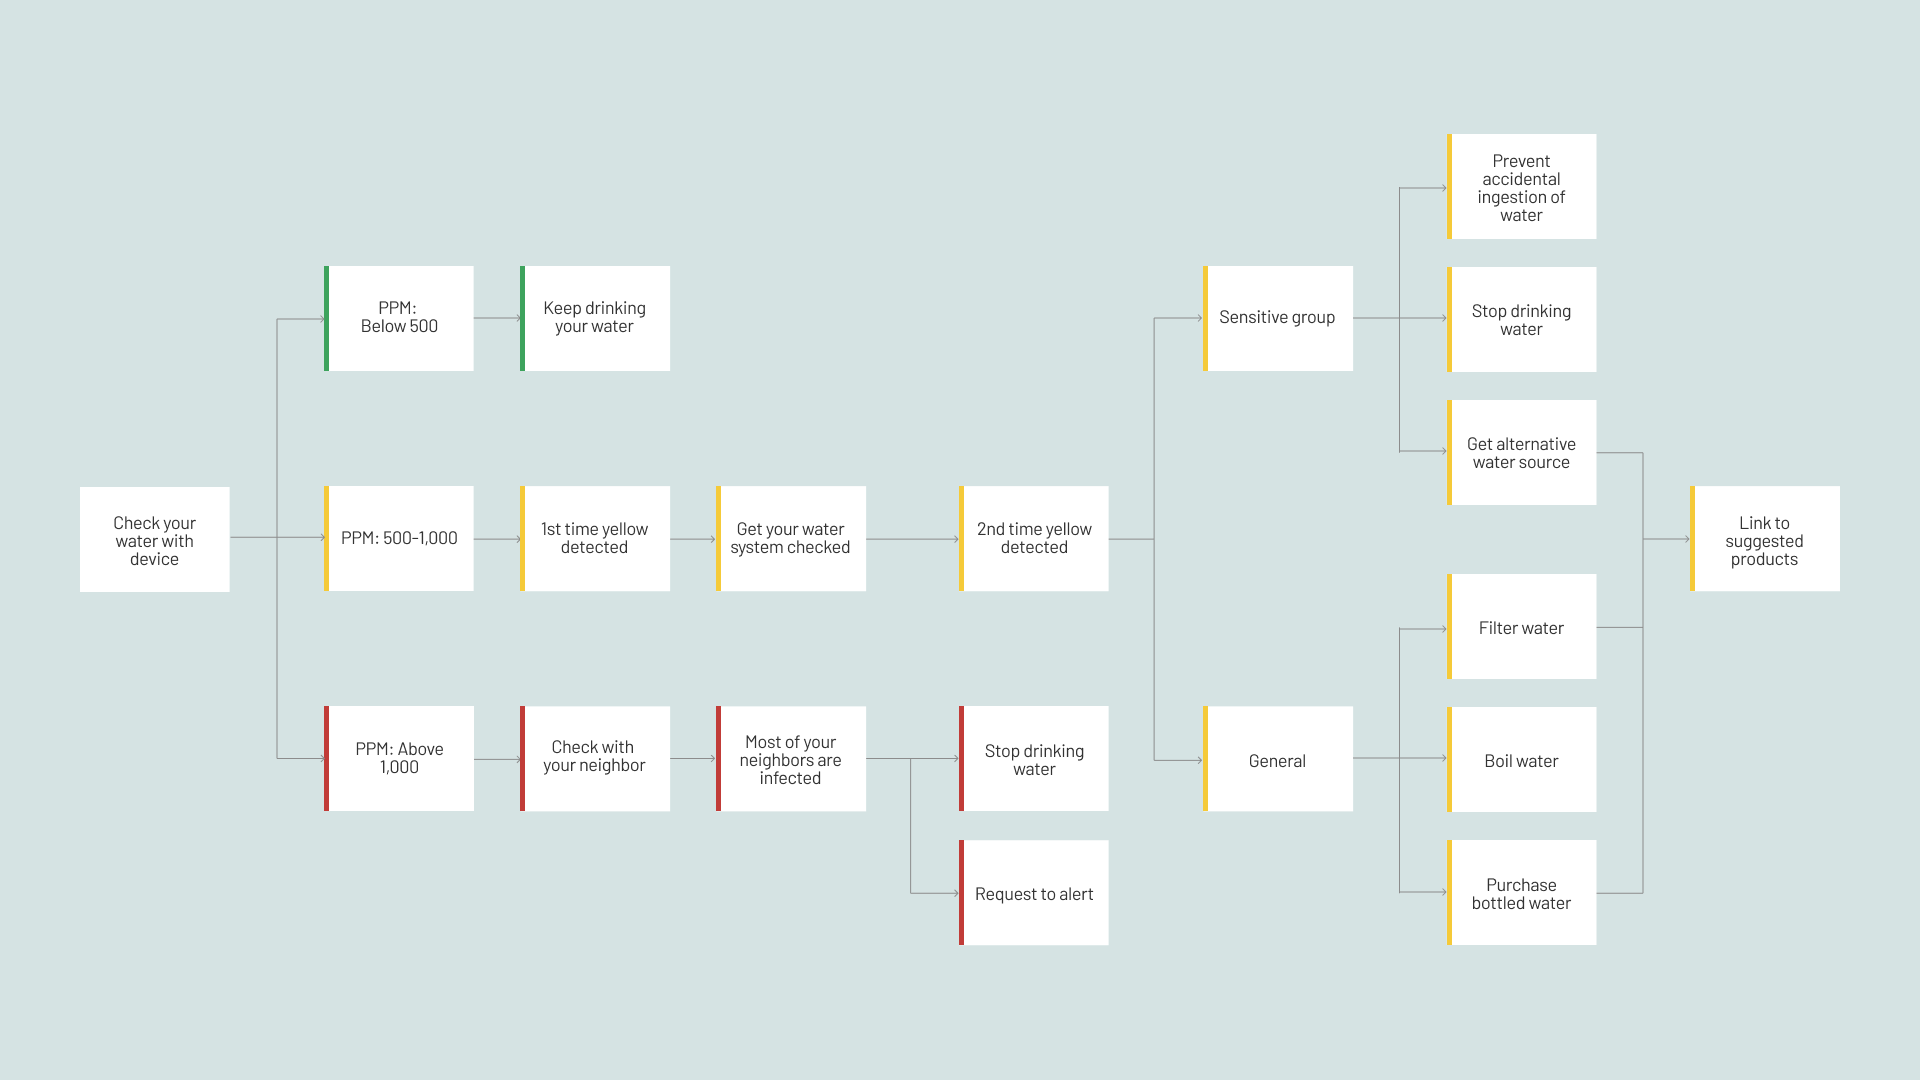 Check your
water with
device
PPM:
Below 500
Keep drinking
your water
PPM: 500-1,000
1st time yellow
detected
Get your water
system checked
2nd time yellow
detected
PPM: Above
1,000
Check with
your neighbor
Most of your
neighbors are
infected
Stop drinking
water
Request to alert
Sensitive group
Prevent
accidental
ingestion of
water
Stop drinking
water
Get alternative
water source
General
Filter water
Boil water
Purchase
bottled water
Link to
suggested
products